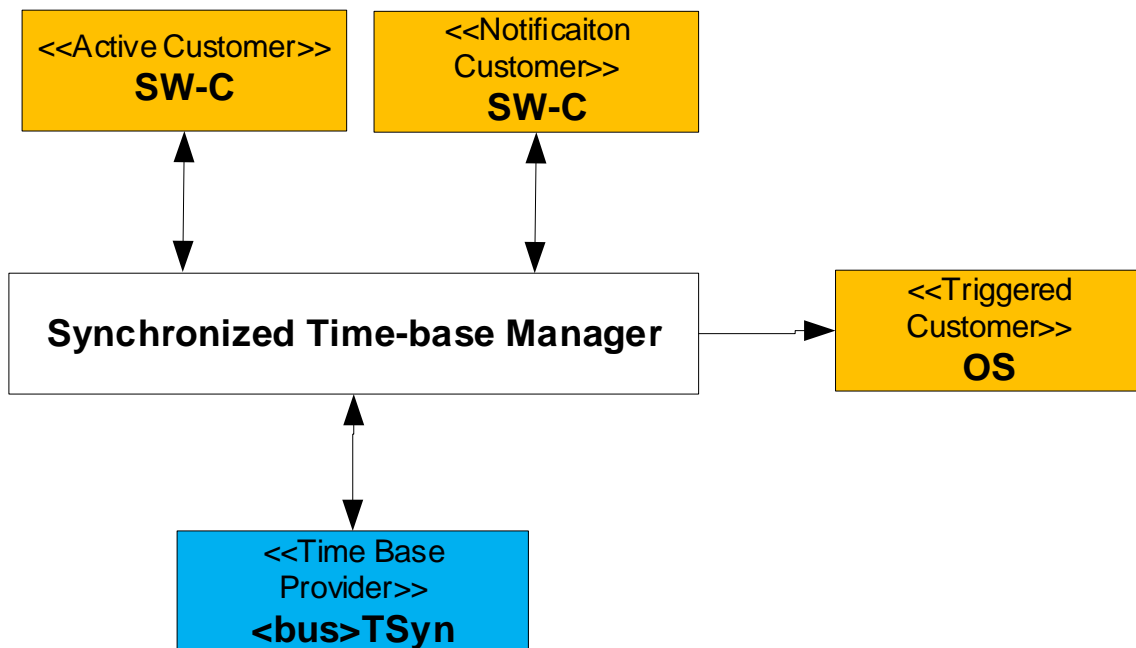 <<Active Customer>>
SW-C
<<Notificaiton
Customer>>
SW-C
Synchronized Time-base Manager
<<Triggered
Customer>>
OS
<<Time Base
Provider>>
<bus>TSyn